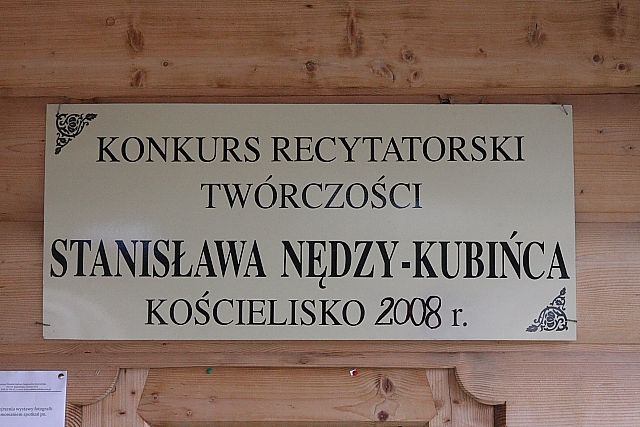 KONKURS RECYTATORSKI
TWÓRCZOŚCI
STANISŁAWA NĘDZY-KUBIŃCA
KOŚCIELISKO 2008 r.